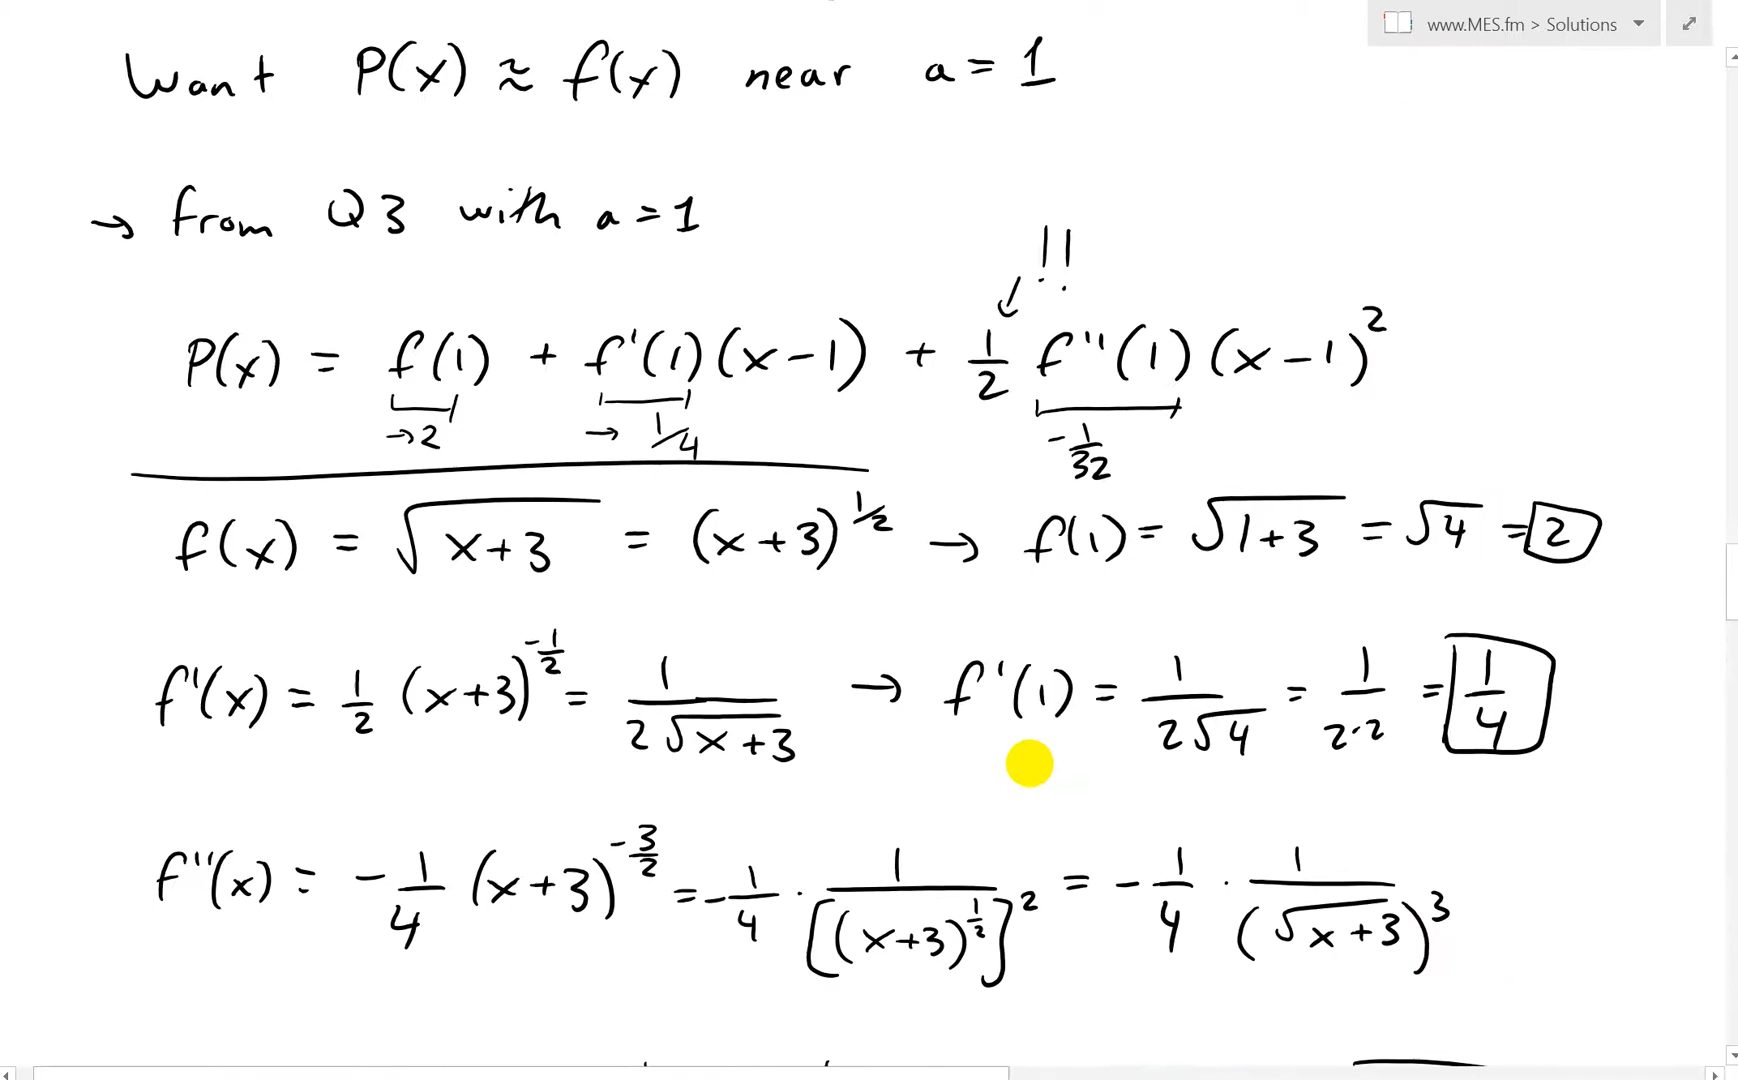 www.MES.fm > Solutions
Want P(x) ≈ f(x) near a = 1
→ from Q3 with a = 1
!!
P(x) = f(1) + f'(1)(x-1) + 1/2 f''(1)(x-1)^2
→2 → 1/4 -1/32
f(x) = √(x+3) = (x+3)^(1/2) → f(1) = √(1+3) = √4 = 2
f'(x) = 1/2 (x+3)^(-1/2) = 1/(2√(x+3)) → f'(1) = 1/(2√4) = 1/(2·2) = 1/4
f''(x) = -1/4 (x+3)^(-3/2) = -1/4 · 1/[(x+3)^(1/2)]^2 = -1/4 · 1/(√(x+3))^3